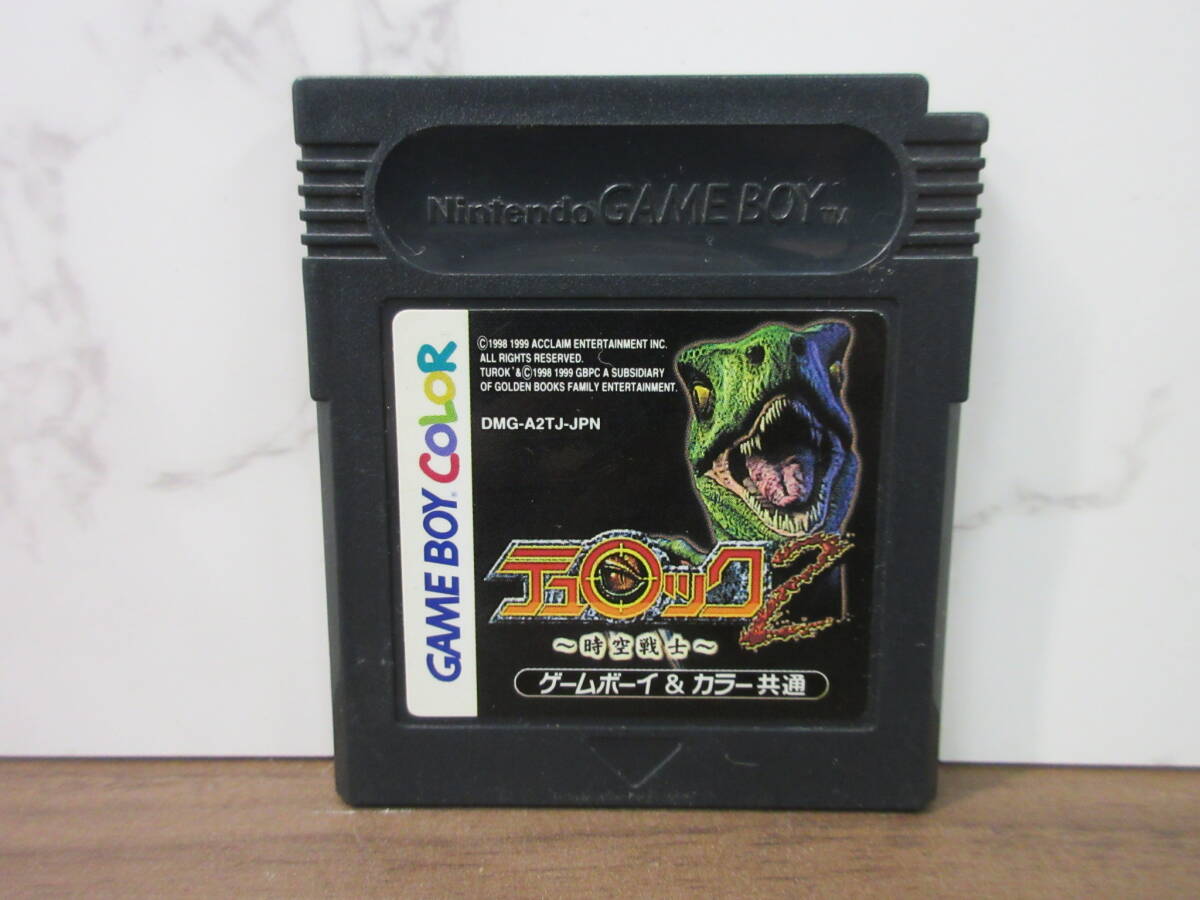 Nintendo GAME BOY TM
GAME BOY COLOR
©1998 1999 ACCLAIM ENTERTAINMENT INC.
ALL RIGHTS RESERVED.
TUROK* &©1998 1999 GBPC A SUBSIDIARY
OF GOLDEN BOOKS FAMILY ENTERTAINMENT.
DMG-A2TJ-JPN
テュロック2
～時空戦士～
ゲームボーイ & カラー共通